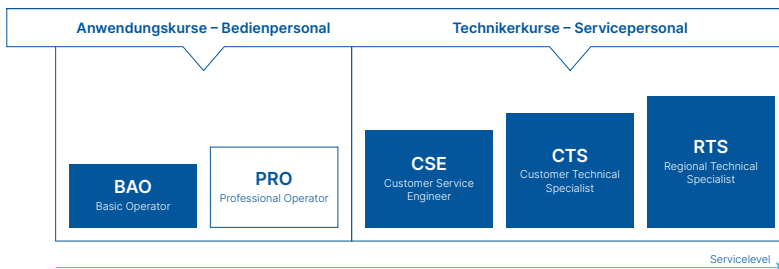 Anwendungskurse – Bedienpersonal
Technikerkurse – Servicepersonal
BAO
Basic Operator
PRO
Professional Operator
CSE
Customer Service
Engineer
CTS
Customer Technical
Specialist
RTS
Regional Technical
Specialist
Servicelevel